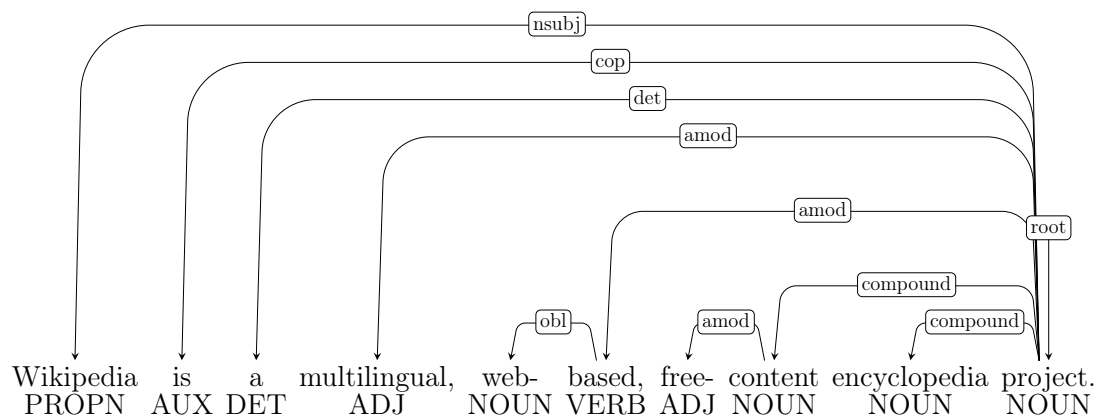 nsubj
cop
det
amod
amod
root
compound
obl amod compound
Wikipedia is a multilingual, web- based, free- content encyclopedia project.
PROPN AUX DET ADJ NOUN VERB ADJ NOUN NOUN NOUN